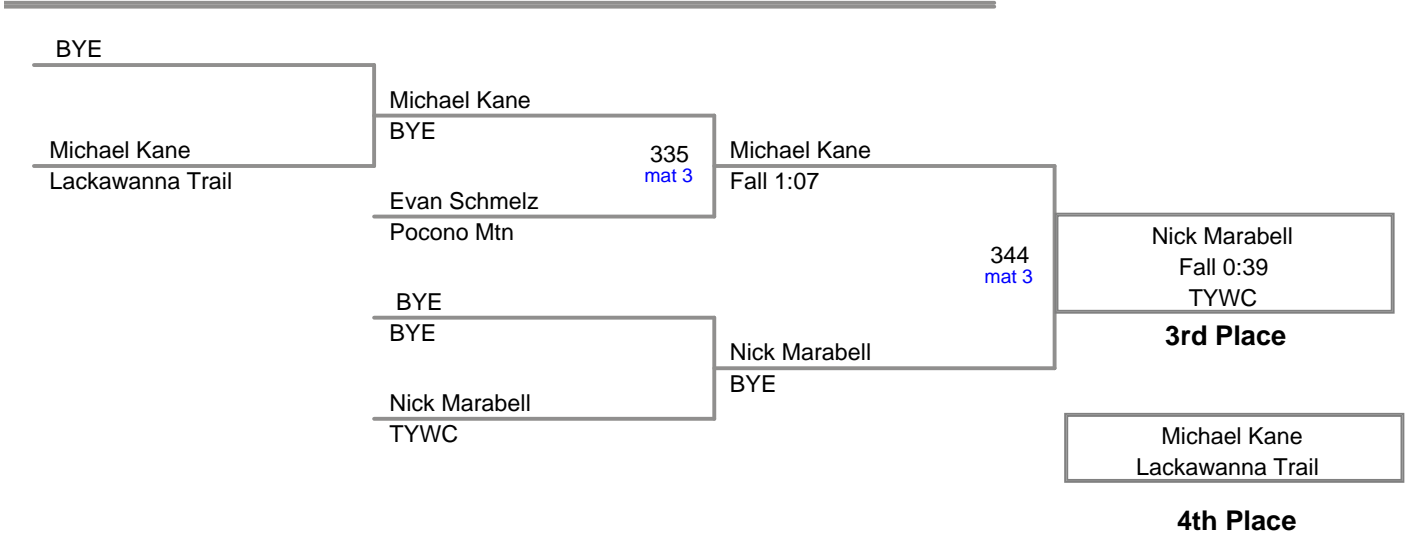 BYE
Michael Kane
Lackawanna Trail
Michael Kane
BYE
335
mat 3
Evan Schmelz
Pocono Mtn
BYE
BYE
Nick Marabell
TYWC
Michael Kane
Fall 1:07
344
mat 3
Nick Marabell
BYE
Nick Marabell
Fall 0:39
TYWC
3rd Place
Michael Kane
Lackawanna Trail
4th Place